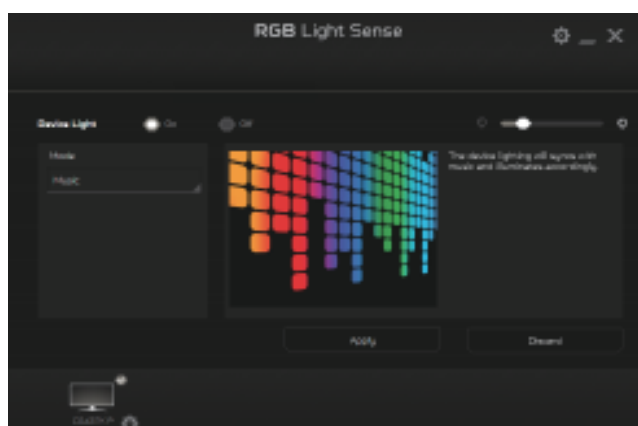 RGB Light Sense
Device Light
On
Off
Mode
Music
The device lighting will syncs with
music and illuminates accordingly.
Apply
Discard